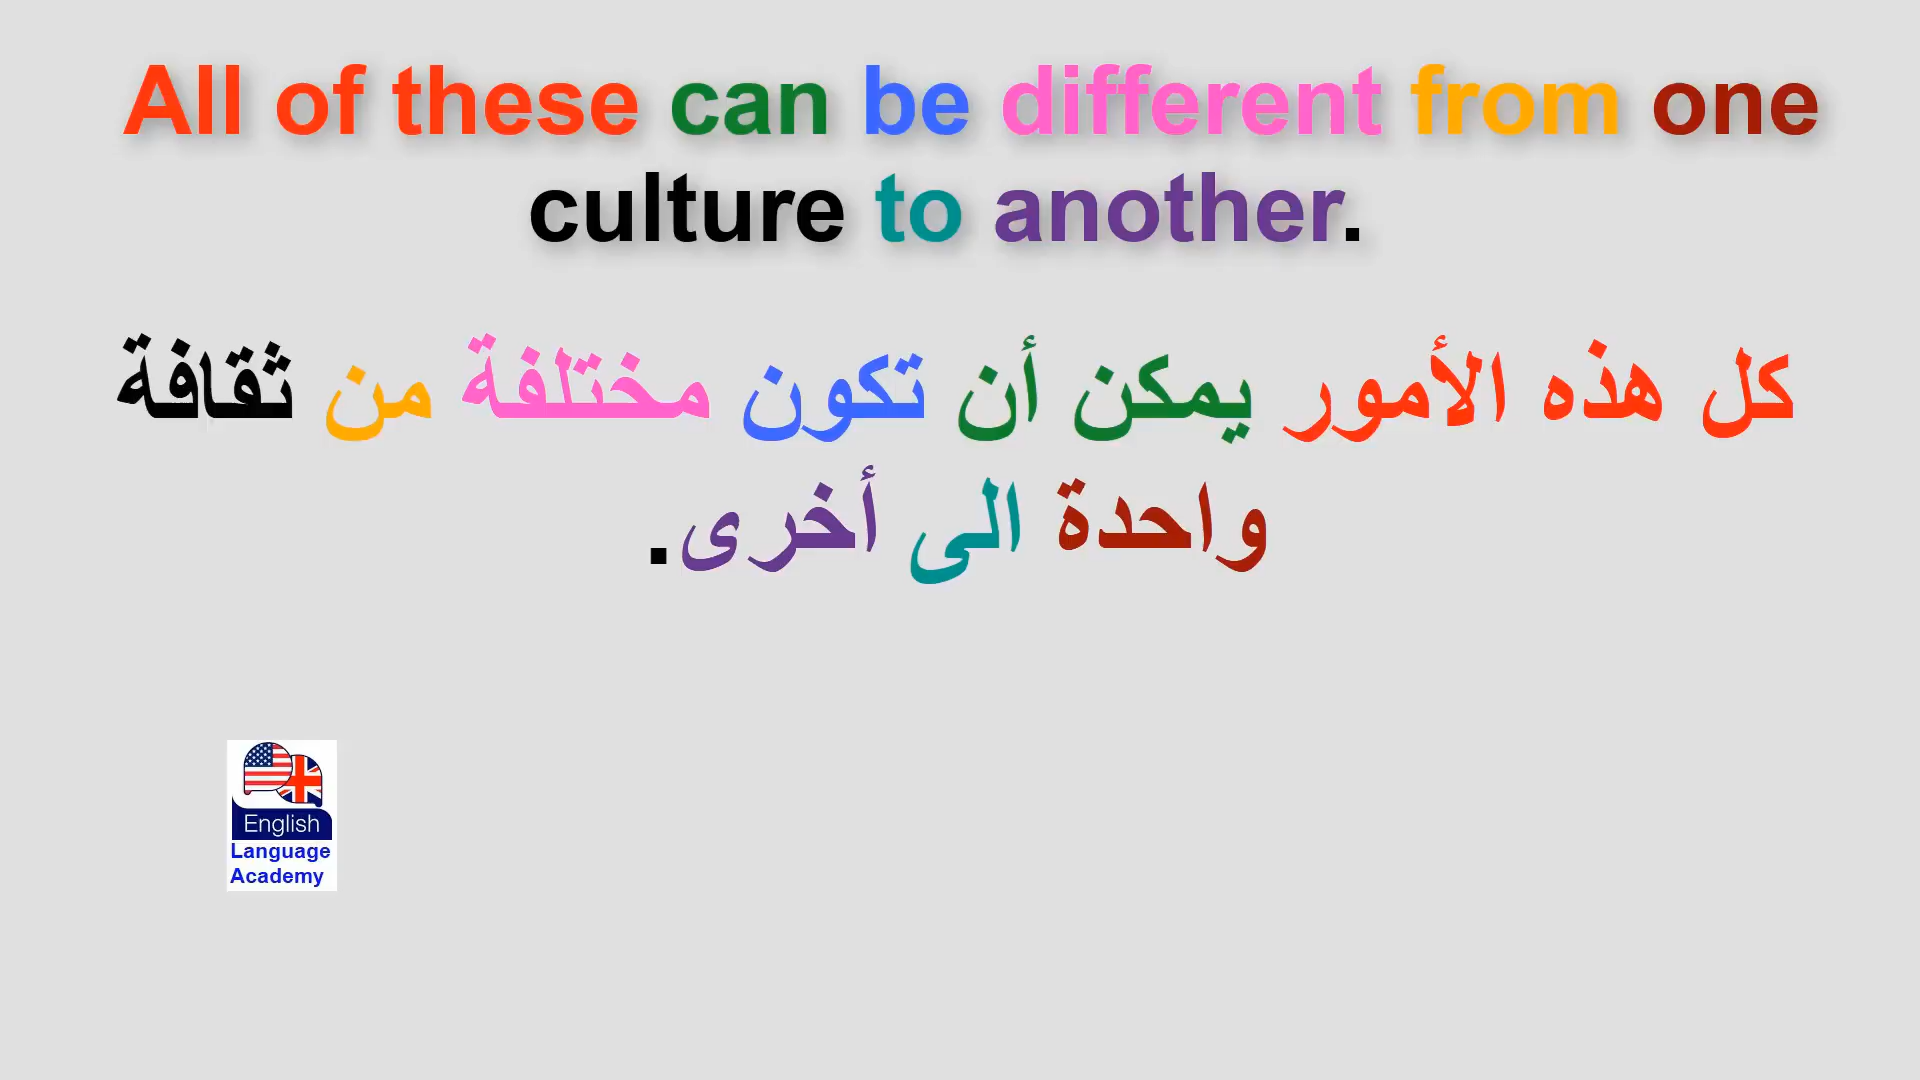 All of these can be different from one
culture to another.
كل هذه الأمور يمكن أن تكون مختلفة من ثقافة
واحدة الى أخرى.
English
Language
Academy